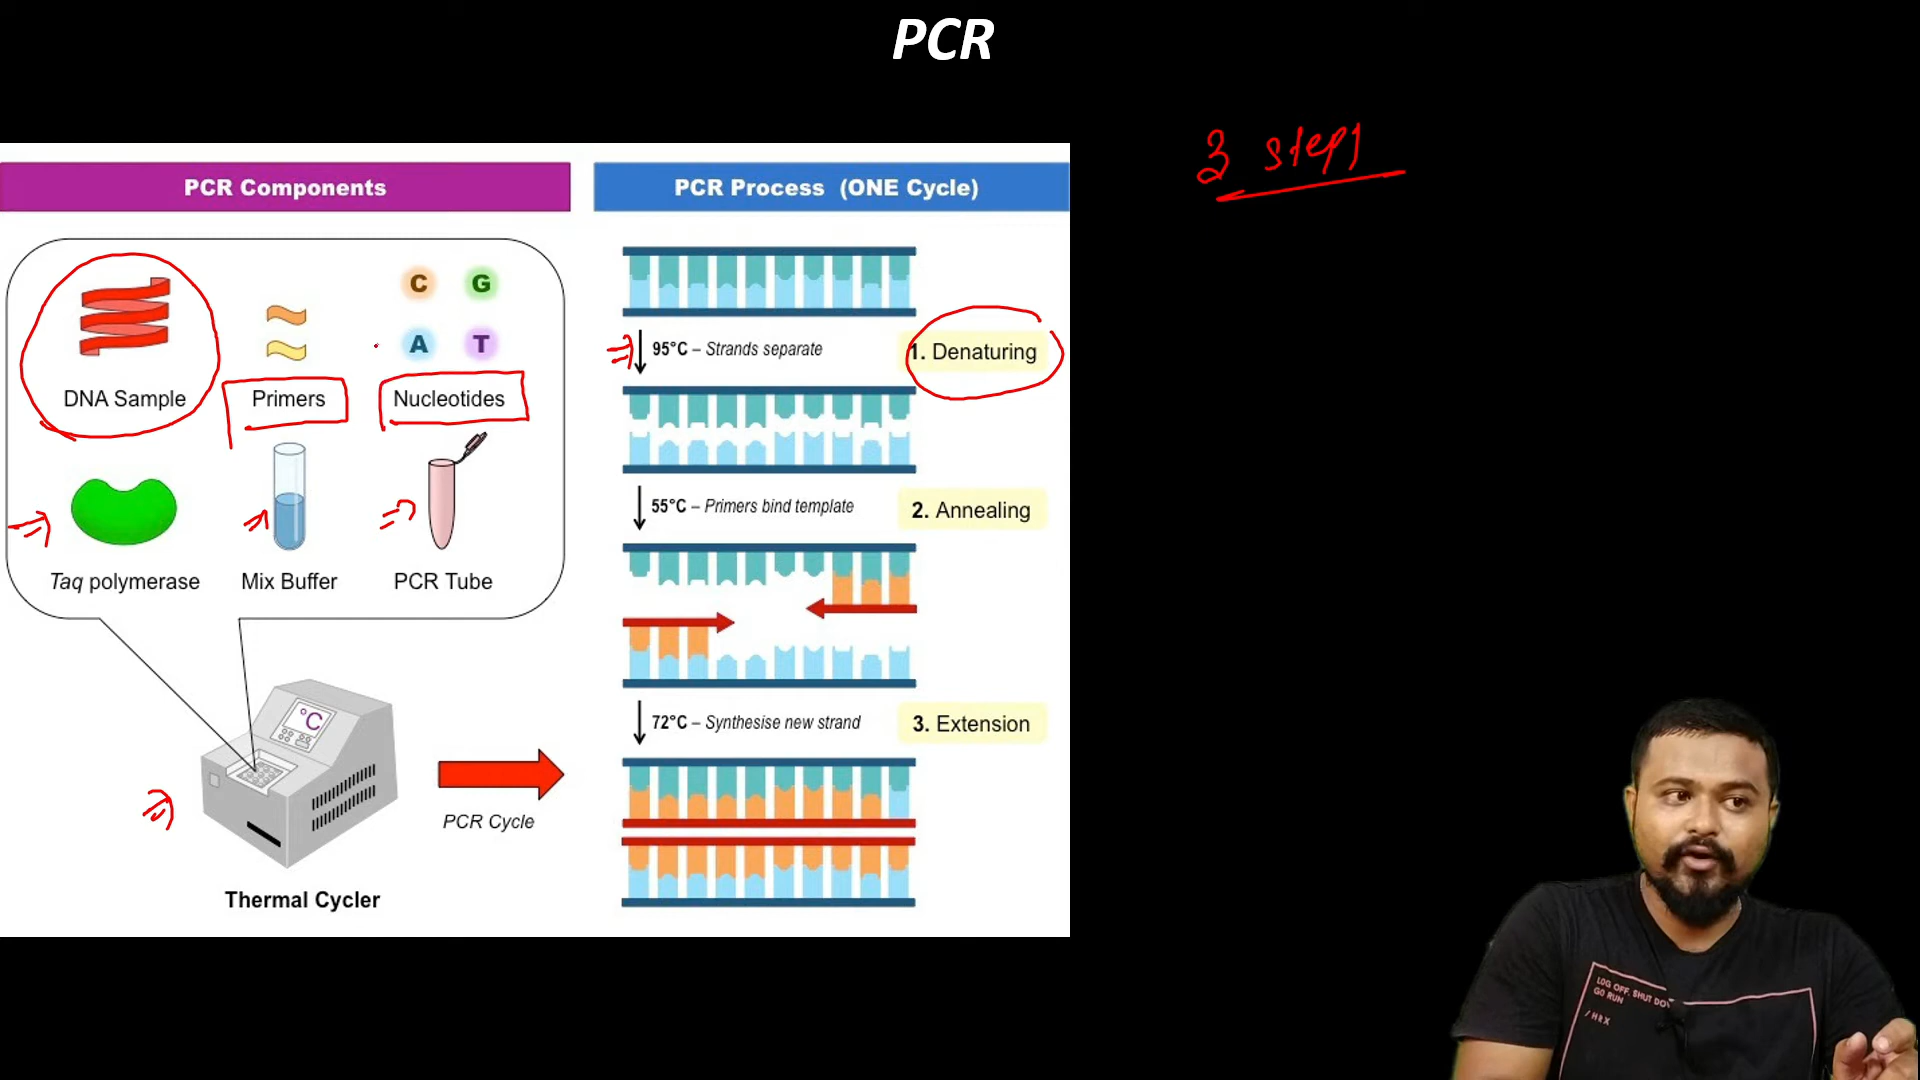 PCR
3 steps
PCR Components
PCR Process (ONE Cycle)
C G
A T
DNA Sample
Primers
Nucleotides
Taq polymerase
Mix Buffer
PCR Tube
°C
PCR Cycle
Thermal Cycler
95°C – Strands separate
1. Denaturing
55°C – Primers bind template
2. Annealing
72°C – Synthesise new strand
3. Extension
LOG OFF, SHUT DOW
GO RUN
/HRX